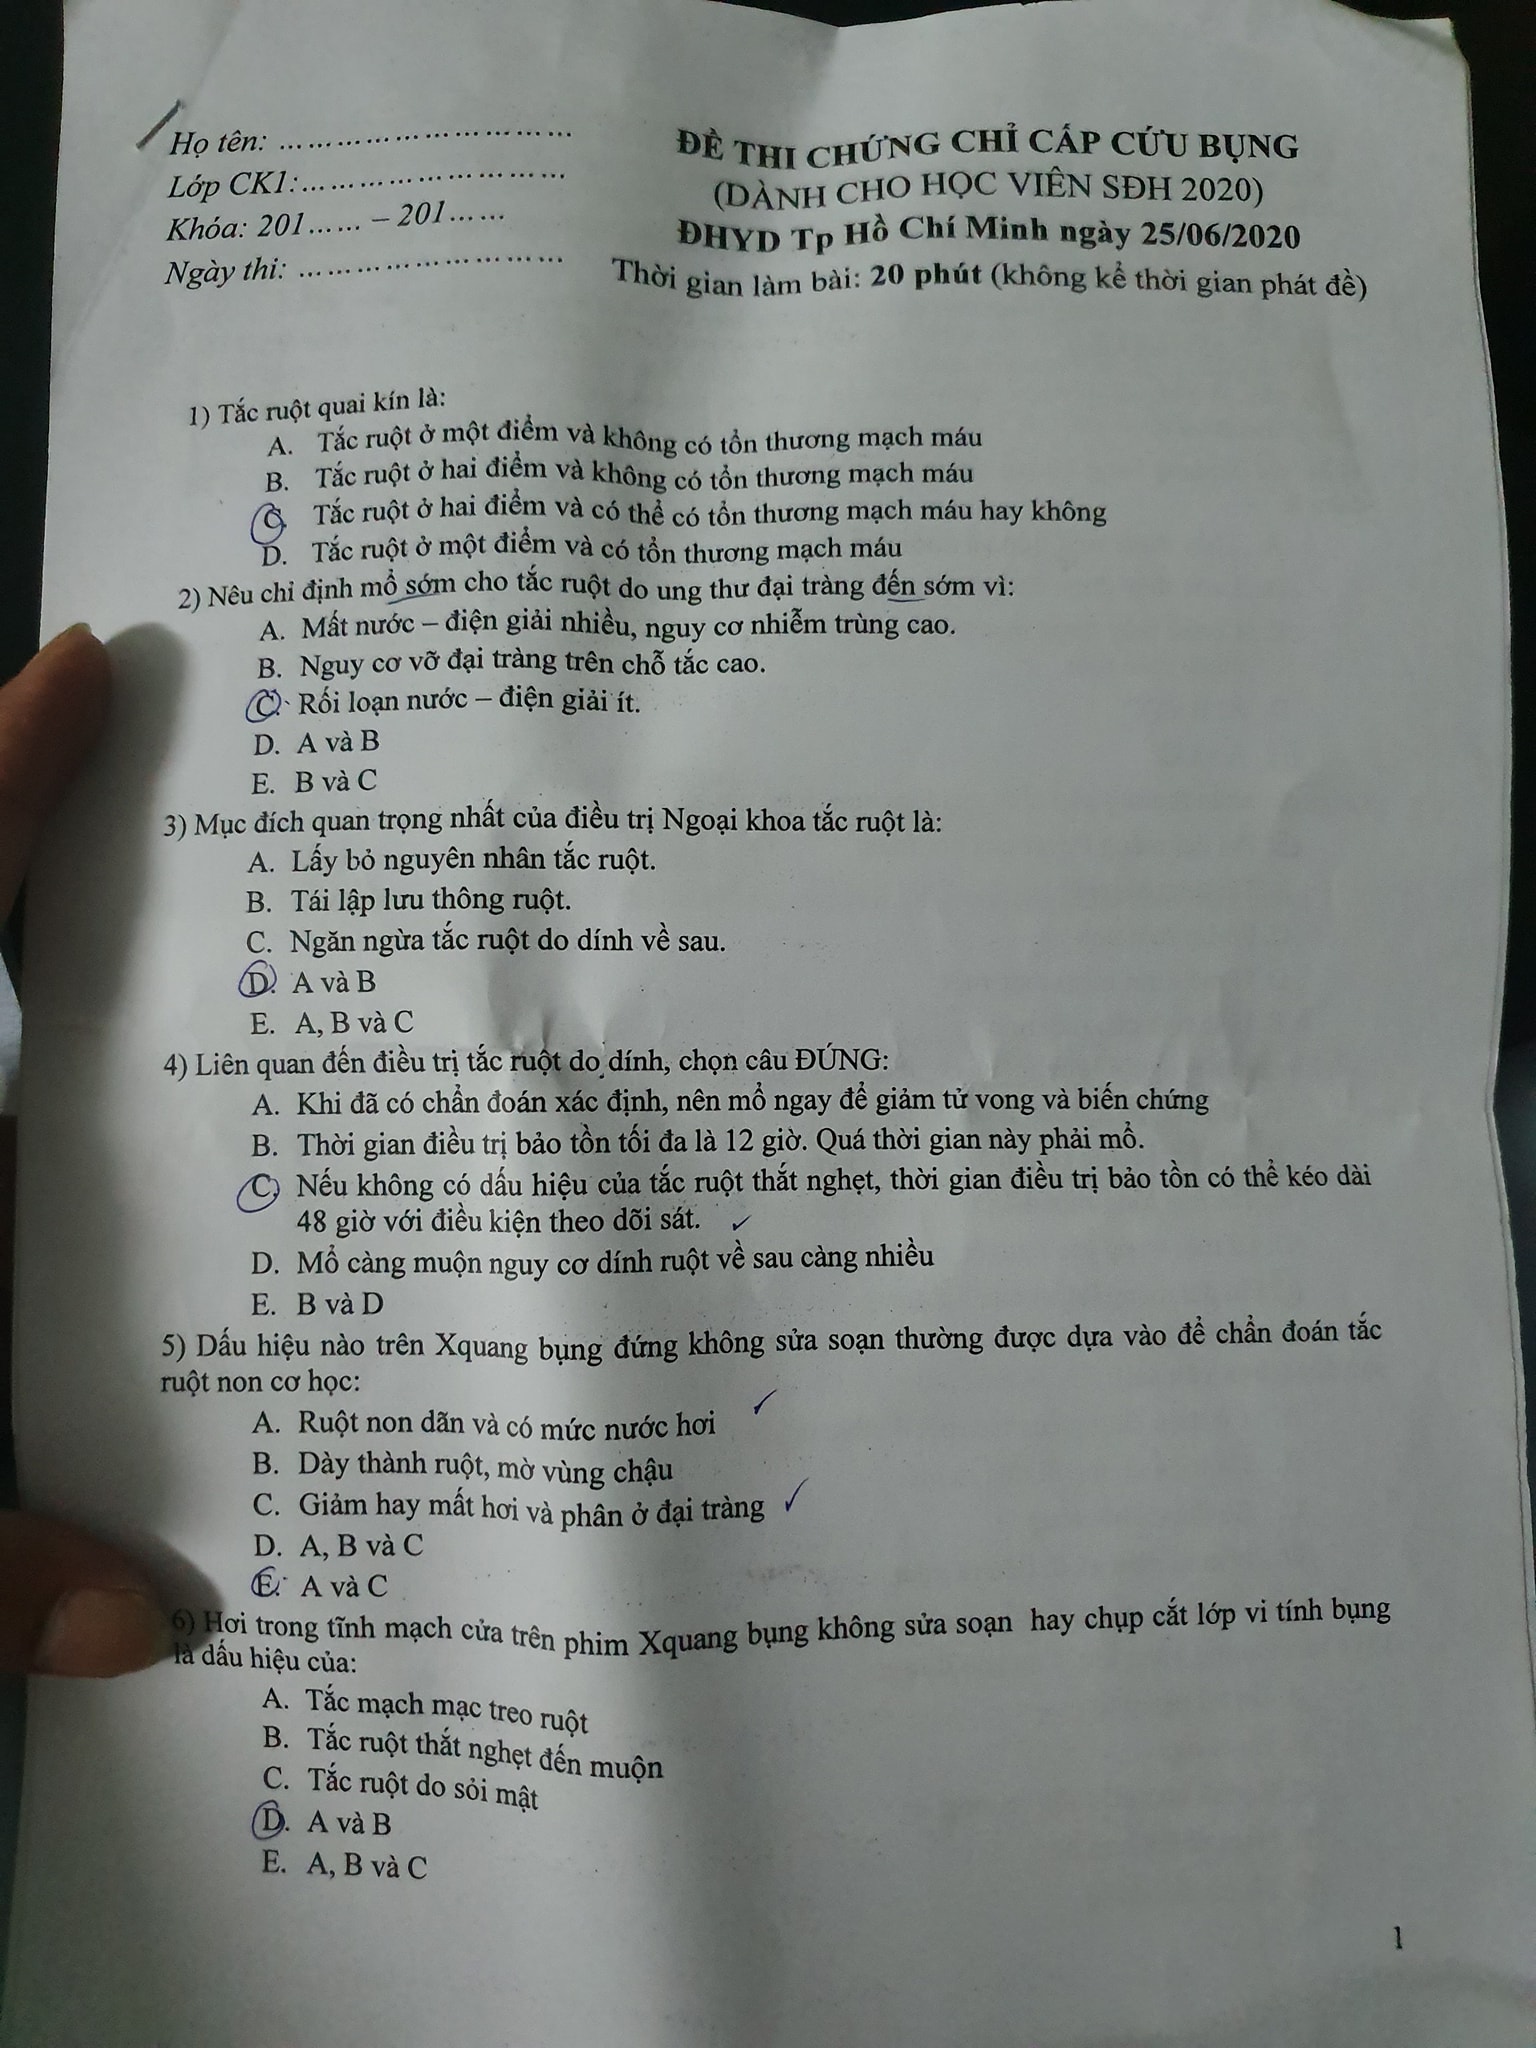 Họ tên: ..............................
Lớp CK1:...........................
Khóa: 201...... – 201......
Ngày thi: ...........................
ĐỀ THI CHỨNG CHỈ CẤP CỨU BỤNG
(DÀNH CHO HỌC VIÊN SĐH 2020)
ĐHYD Tp Hồ Chí Minh ngày 25/06/2020
Thời gian làm bài: 20 phút (không kể thời gian phát đề)
1) Tắc ruột quai kín là:
A. Tắc ruột ở một điểm và không có tổn thương mạch máu
B. Tắc ruột ở hai điểm và không có tổn thương mạch máu
C. Tắc ruột ở hai điểm và có thể có tổn thương mạch máu hay không
D. Tắc ruột ở một điểm và có tổn thương mạch máu
2) Nêu chỉ định mổ sớm cho tắc ruột do ung thư đại tràng đến sớm vì:
A. Mất nước – điện giải nhiều, nguy cơ nhiễm trùng cao.
B. Nguy cơ vỡ đại tràng trên chỗ tắc cao.
C. Rối loạn nước – điện giải ít.
D. A và B
E. B và C
3) Mục đích quan trọng nhất của điều trị Ngoại khoa tắc ruột là:
A. Lấy bỏ nguyên nhân tắc ruột.
B. Tái lập lưu thông ruột.
C. Ngăn ngừa tắc ruột do dính về sau.
D. A và B
E. A, B và C
4) Liên quan đến điều trị tắc ruột do dính, chọn câu ĐÚNG:
A. Khi đã có chẩn đoán xác định, nên mổ ngay để giảm tử vong và biến chứng
B. Thời gian điều trị bảo tồn tối đa là 12 giờ. Quá thời gian này phải mổ.
C. Nếu không có dấu hiệu của tắc ruột thắt nghẹt, thời gian điều trị bảo tồn có thể kéo dài
48 giờ với điều kiện theo dõi sát. ✓
D. Mổ càng muộn nguy cơ dính ruột về sau càng nhiều
E. B và D
5) Dấu hiệu nào trên Xquang bụng đứng không sửa soạn thường được dựa vào để chẩn đoán tắc
ruột non cơ học:
A. Ruột non dãn và có mức nước hơi ✓
B. Dày thành ruột, mờ vùng chậu
C. Giảm hay mất hơi và phân ở đại tràng ✓
D. A, B và C
E. A và C
6) Hơi trong tĩnh mạch cửa trên phim Xquang bụng không sửa soạn hay chụp cắt lớp vi tính bụng
là dấu hiệu của:
A. Tắc mạch mạc treo ruột
B. Tắc ruột thắt nghẹt đến muộn
C. Tắc ruột do sỏi mật
D. A và B
E. A, B và C
1